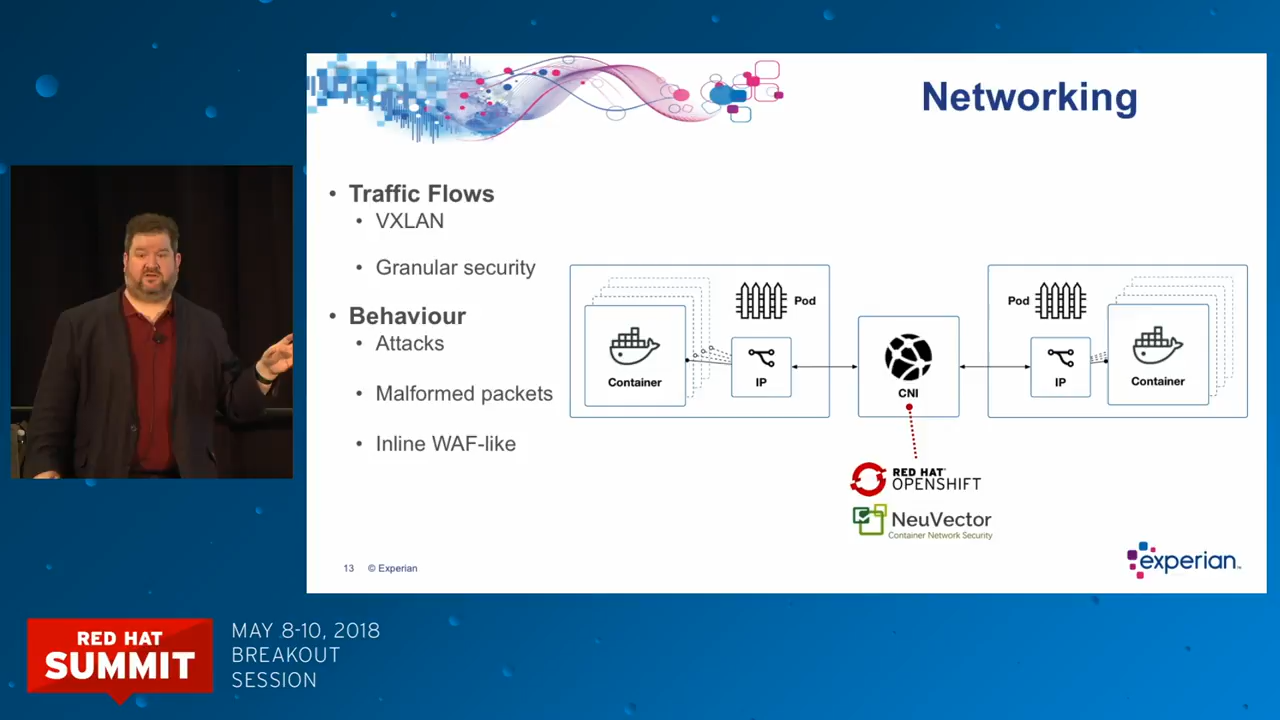 Networking
• Traffic Flows
• VXLAN
• Granular security
• Behaviour
• Attacks
• Malformed packets
• Inline WAF-like
Pod
Container
IP
CNI
Pod
IP
Container
RED HAT
OPENSHIFT
NeuVector
Container Network Security
13 © Experian
experian
RED HAT
SUMMIT
MAY 8-10, 2018
BREAKOUT
SESSION